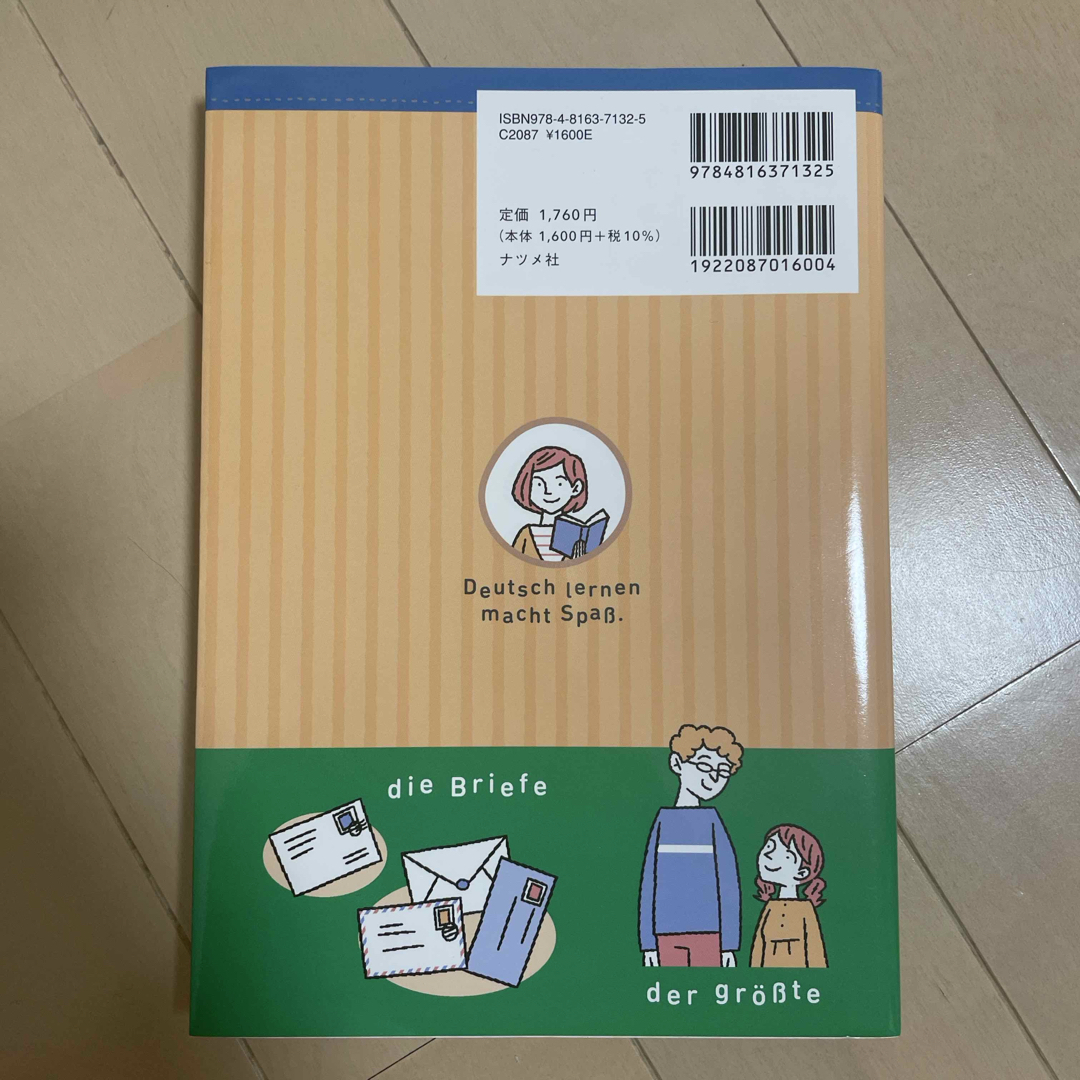 ISBN978-4-8163-7132-5
C2087 ¥1600E
9784816371325
定価 1,760円
(本体 1,600円+税10%)
ナツメ社
1922087016004
Deutsch lernen
macht Spaß.
die Briefe
der größte